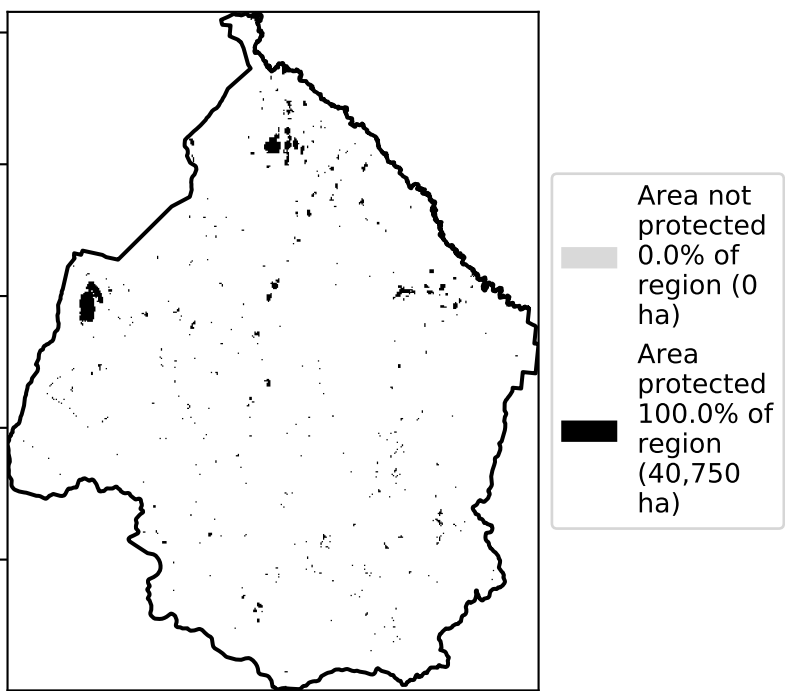 Area not
protected
0.0% of
region (0
ha)
Area
protected
100.0% of
region
(40,750
ha)